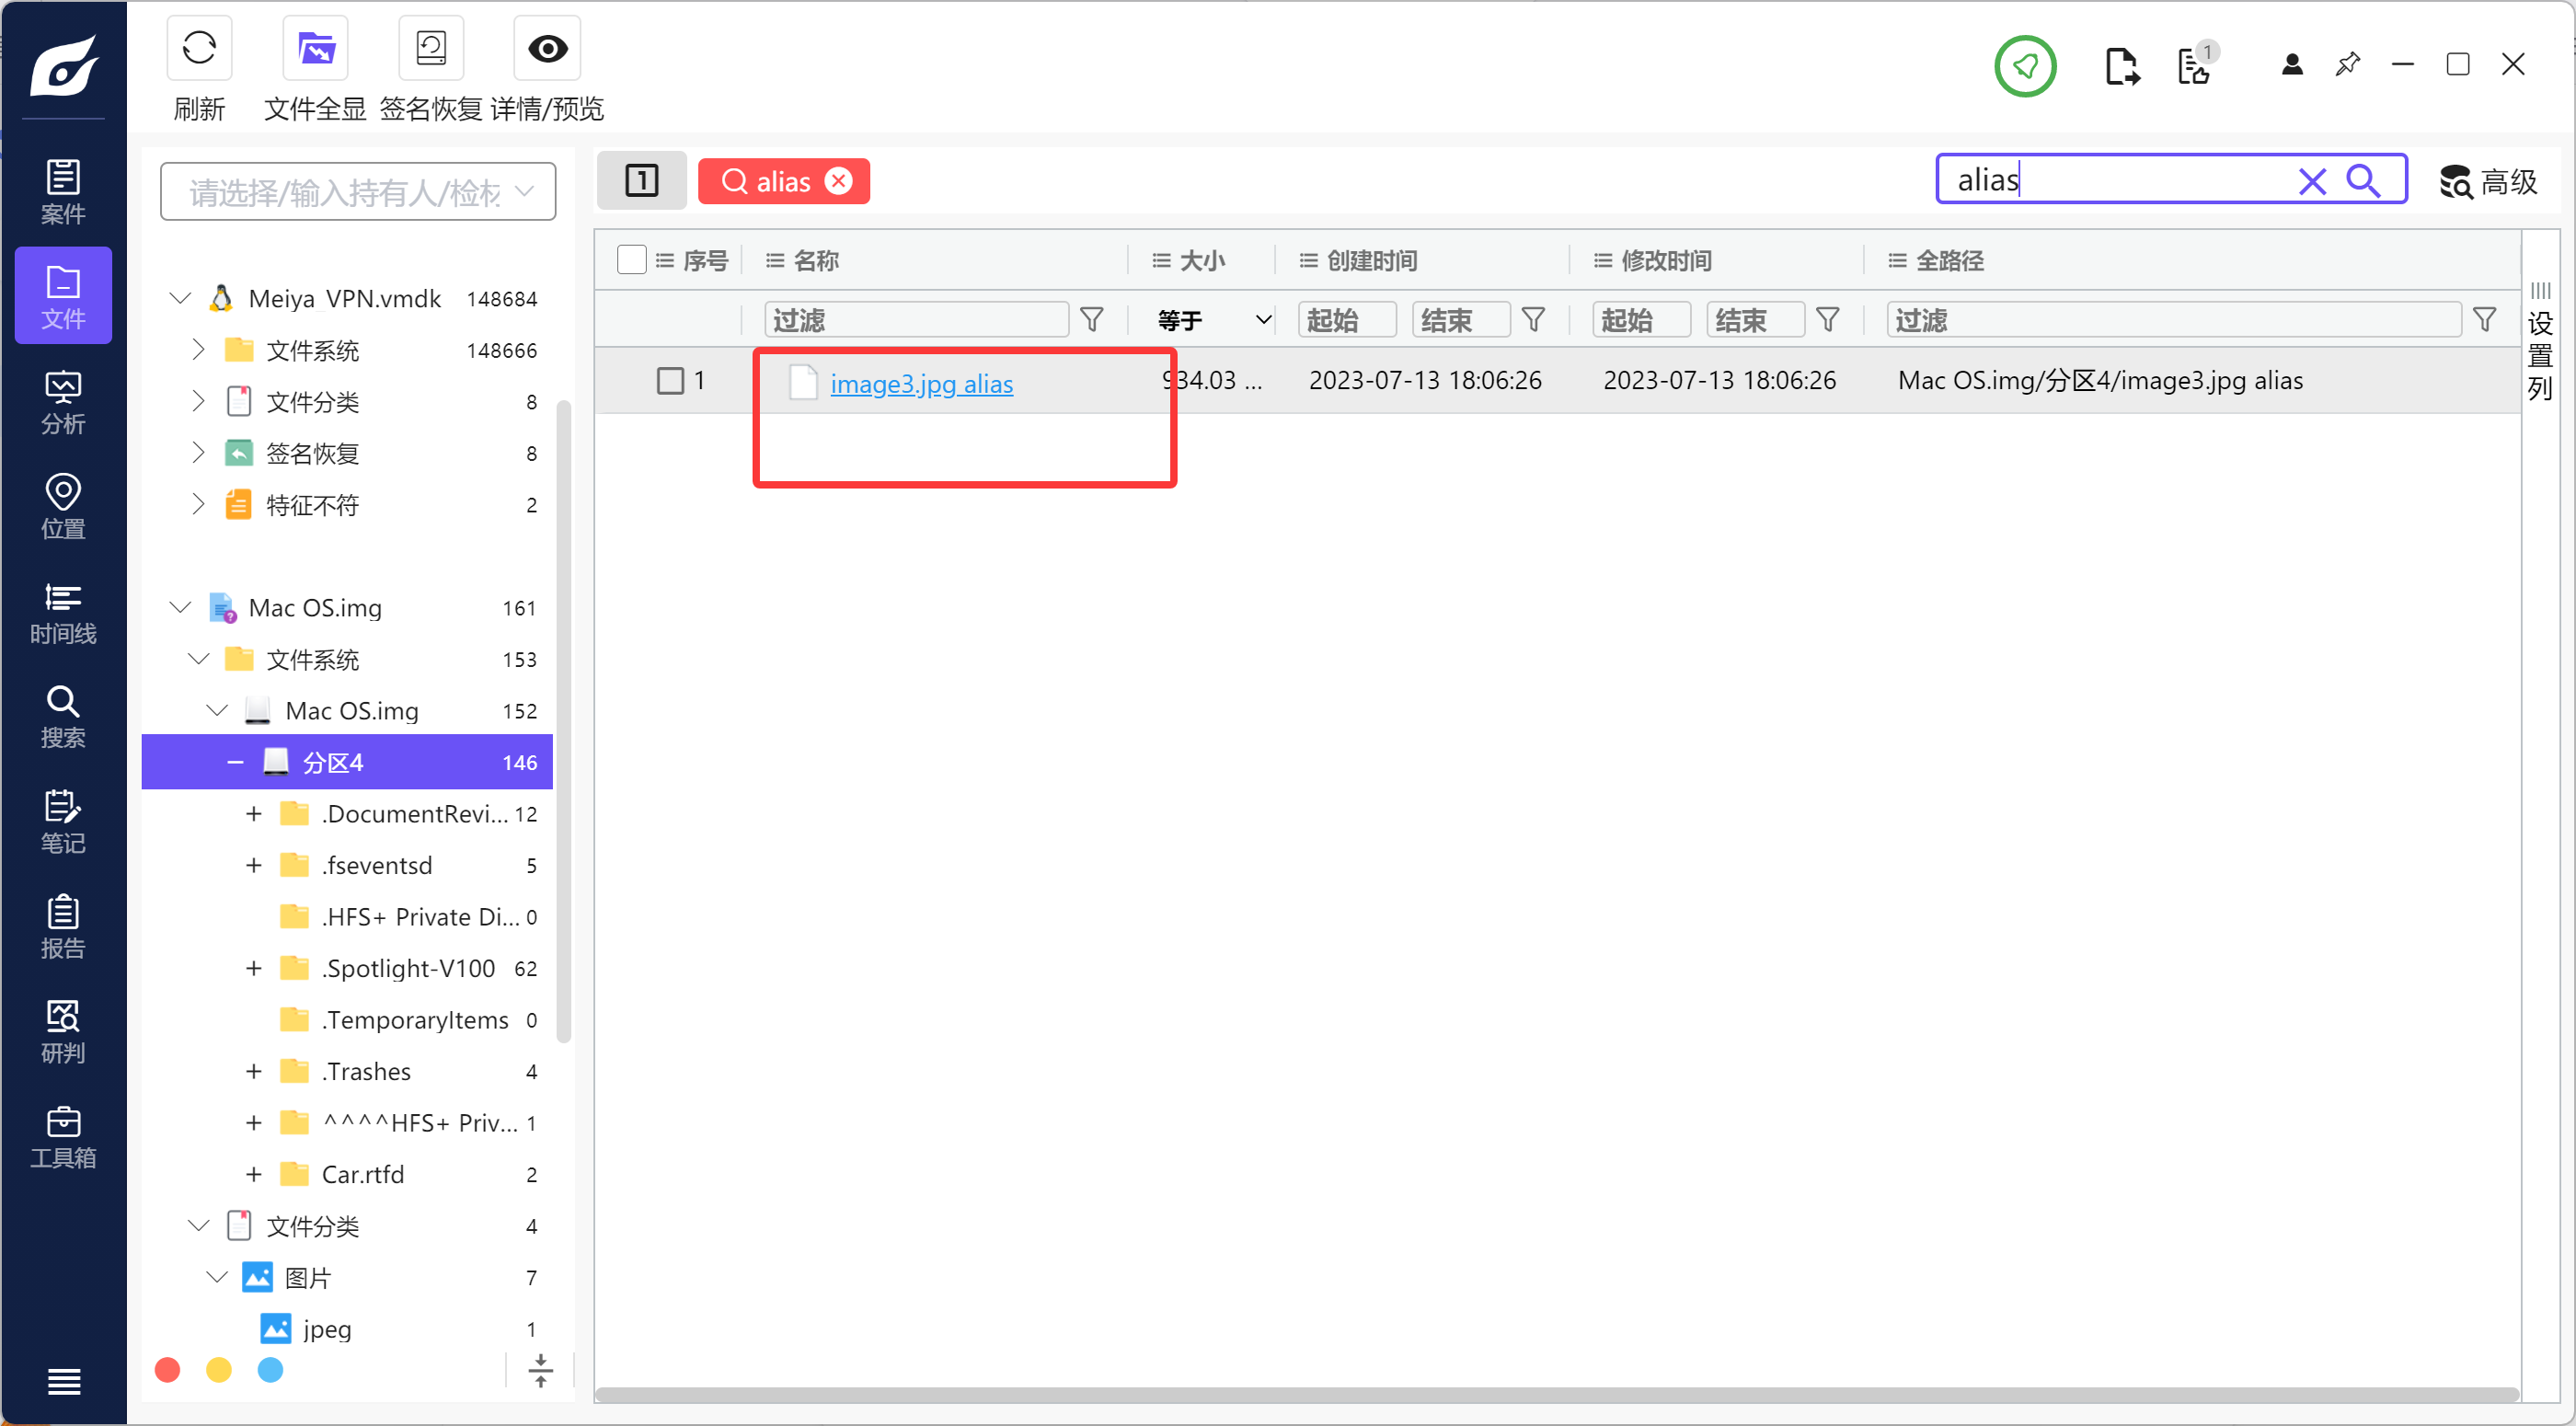 刷新
文件全显
签名恢复
详情/预览
1
案件
文件
分析
位置
时间线
搜索
笔记
报告
研判
工具箱
请选择/输入持有人/检材
Meiya_VPN.vmdk 148684
文件系统 148666
文件分类 8
签名恢复 8
特征不符 2
Mac OS.img 161
文件系统 153
Mac OS.img 152
分区4 146
.DocumentRevi... 12
.fseventsd 5
.HFS+ Private Di... 0
.Spotlight-V100 62
.TemporaryItems 0
.Trashes 4
^^^^HFS+ Priv... 1
Car.rtfd 2
文件分类 4
图片 7
jpeg 1
1
alias
alias
高级
序号 名称 大小 创建时间 修改时间 全路径
过滤 等于 起始 结束 起始 结束 过滤
1 image3.jpg alias 934.03 ... 2023-07-13 18:06:26 2023-07-13 18:06:26 Mac OS.img/分区4/image3.jpg alias
设置列